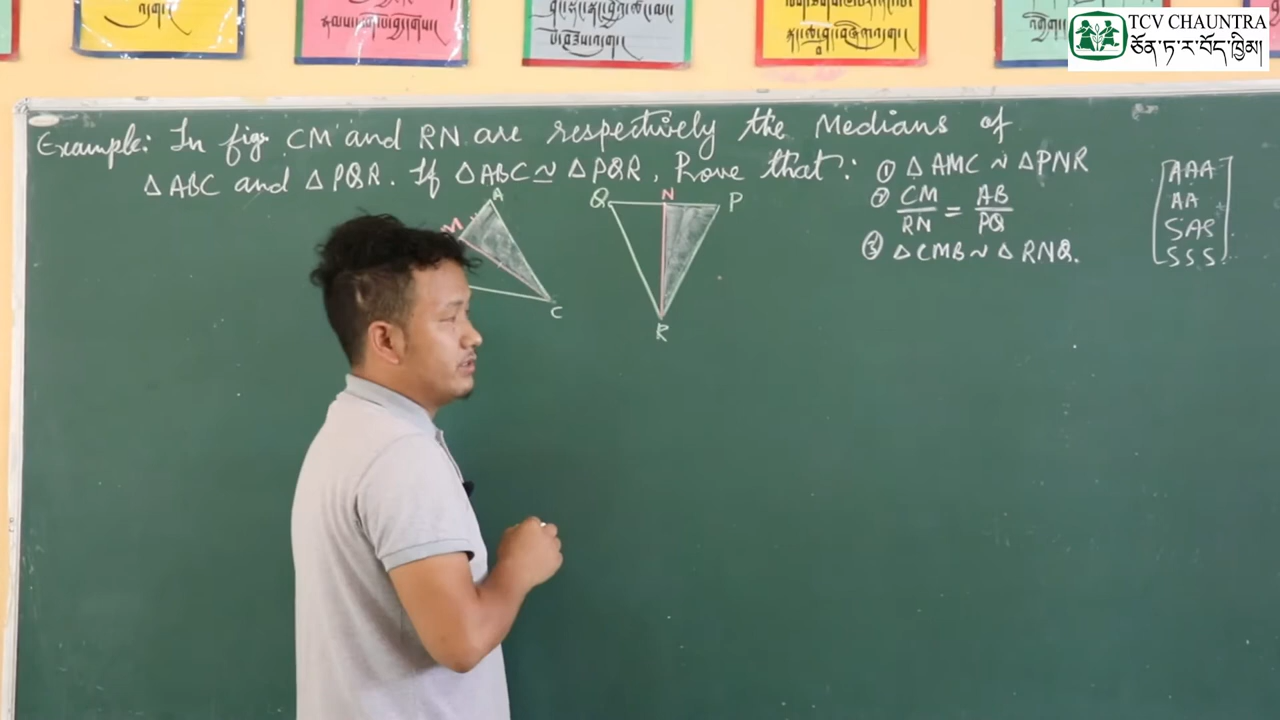 TCV CHAUNTRA
ཅོན་ཏ་ར་བོད་ཁྱིམ།
Example: In fig CM and RN are respectively the Medians of
△ABC and △PQR. If △ABC ≃ △PQR, Prove that: ① △AMC ~ △PNR
② CM/RN = AB/PQ
③ △CMB ~ △RNQ.
AAA
AA
SAS
SSS
A
M
C
Q N P
R